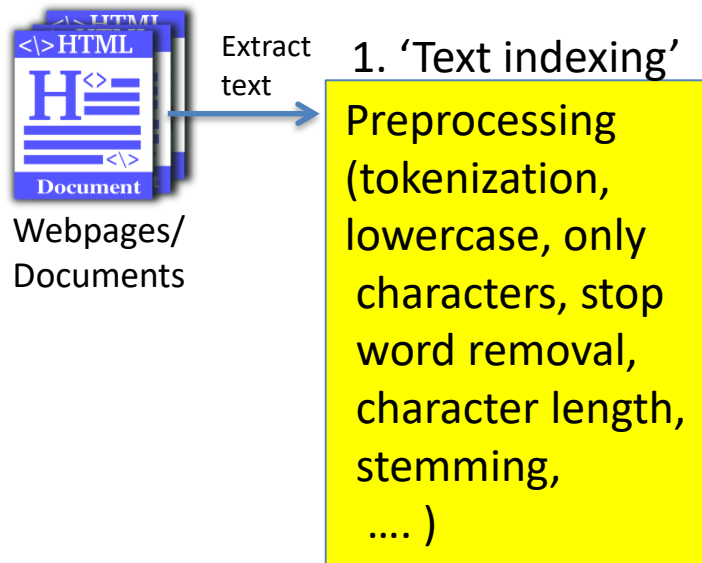 <\>HTML
<\>HTML
H<>
<\>
Document
Webpages/
Documents
Extract
text
1. ‘Text indexing’
Preprocessing
(tokenization,
lowercase, only
characters, stop
word removal,
character length,
stemming,
.... )